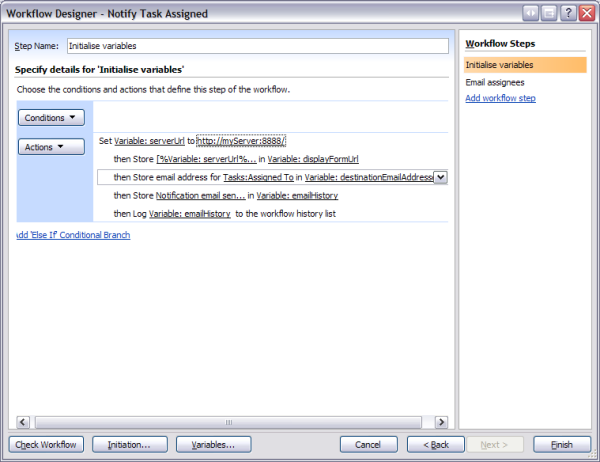 Workflow Designer - Notify Task Assigned
Step Name: Initialise variables
Specify details for 'Initialise variables'
Choose the conditions and actions that define this step of the workflow.
Conditions
Actions
Set Variable: serverUrl to http://myServer:8888/
then Store [%Variable: serverUrl%... in Variable: displayFormUrl
then Store email address for Tasks:Assigned To in Variable: destinationEmailAddresse
then Store Notification email sen... in Variable: emailHistory
then Log Variable: emailHistory to the workflow history list
Add 'Else If' Conditional Branch
Workflow Steps
Initialise variables
Email assignees
Add workflow step
Check Workflow
Initiation...
Variables...
Cancel
< Back
Next >
Finish